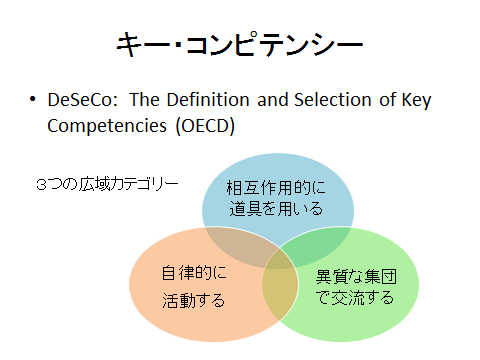 キー・コンピテンシー
• DeSeCo: The Definition and Selection of Key
Competencies (OECD)
３つの広域カテゴリー
相互作用的に
道具を用いる
自律的に
活動する
異質な集団
で交流する